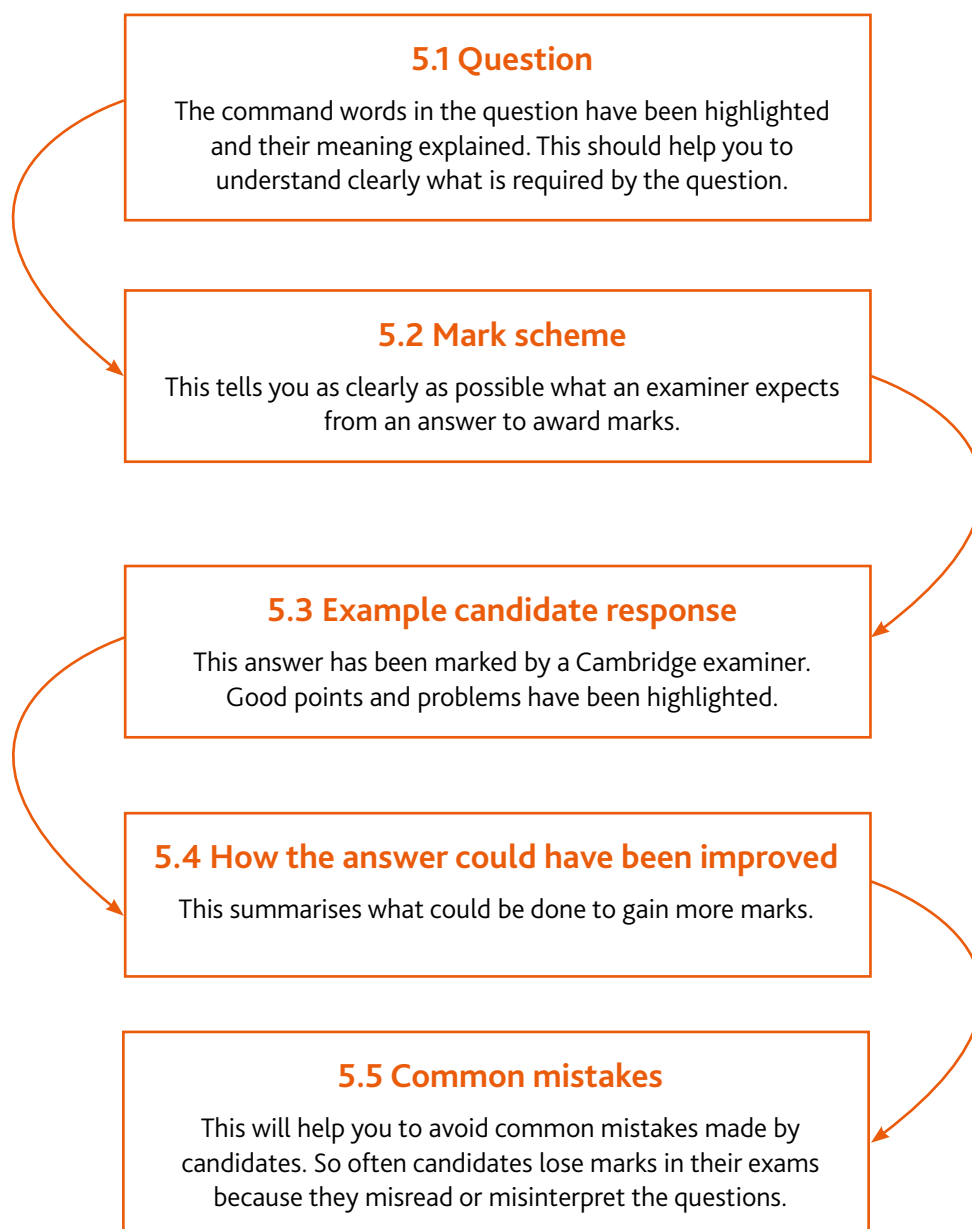 5.1 Question
The command words in the question have been highlighted
and their meaning explained. This should help you to
understand clearly what is required by the question.
5.2 Mark scheme
This tells you as clearly as possible what an examiner expects
from an answer to award marks.
5.3 Example candidate response
This answer has been marked by a Cambridge examiner.
Good points and problems have been highlighted.
5.4 How the answer could have been improved
This summarises what could be done to gain more marks.
5.5 Common mistakes
This will help you to avoid common mistakes made by
candidates. So often candidates lose marks in their exams
because they misread or misinterpret the questions.